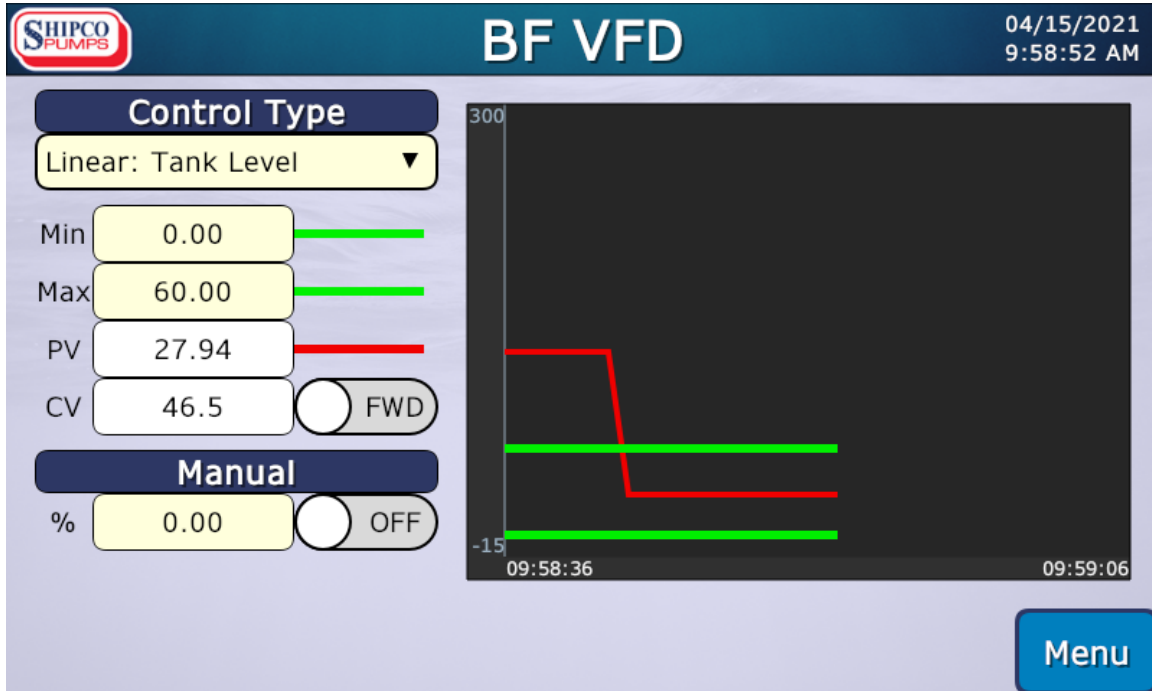 SHIPCO
PUMPS
BF VFD
04/15/2021
9:58:52 AM
Control Type
Linear: Tank Level ▼
Min 0.00
Max 60.00
PV 27.94
CV 46.5 FWD
Manual
% 0.00 OFF
300
-15
09:58:36 09:59:06
Menu